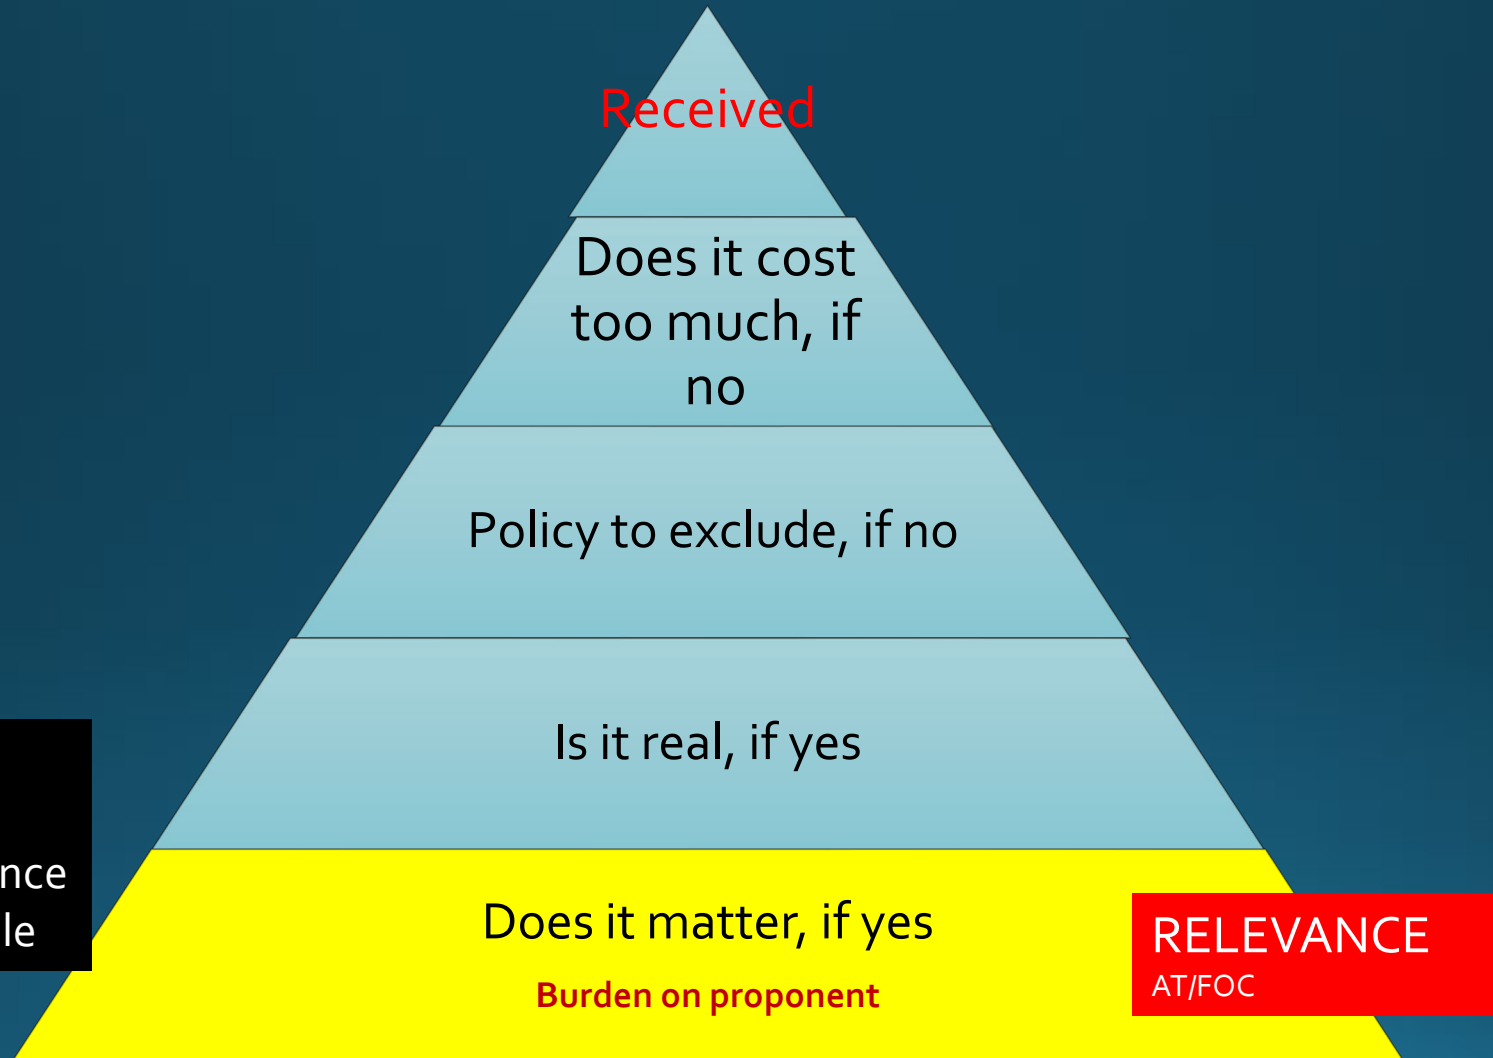 Received
Does it cost
too much, if
no
Policy to exclude, if no
Is it real, if yes
nce
le
Does it matter, if yes
Burden on proponent
RELEVANCE
AT/FOC